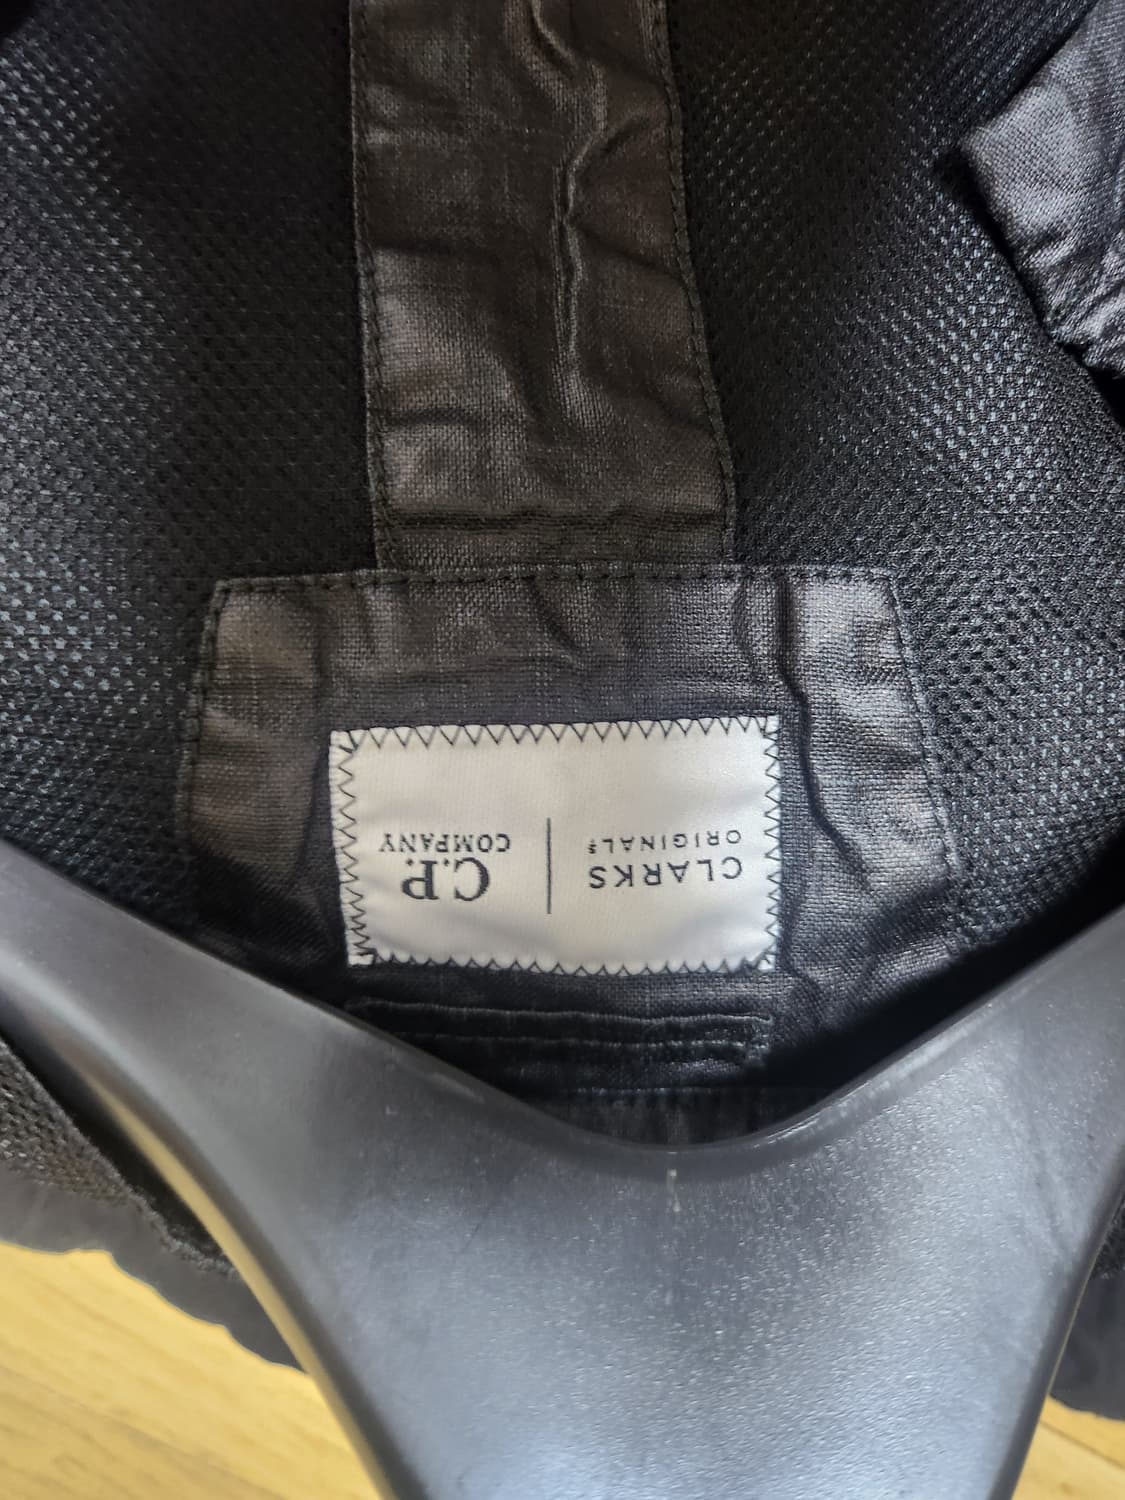 CLARKS
ORIGINALS
C.P.
COMPANY